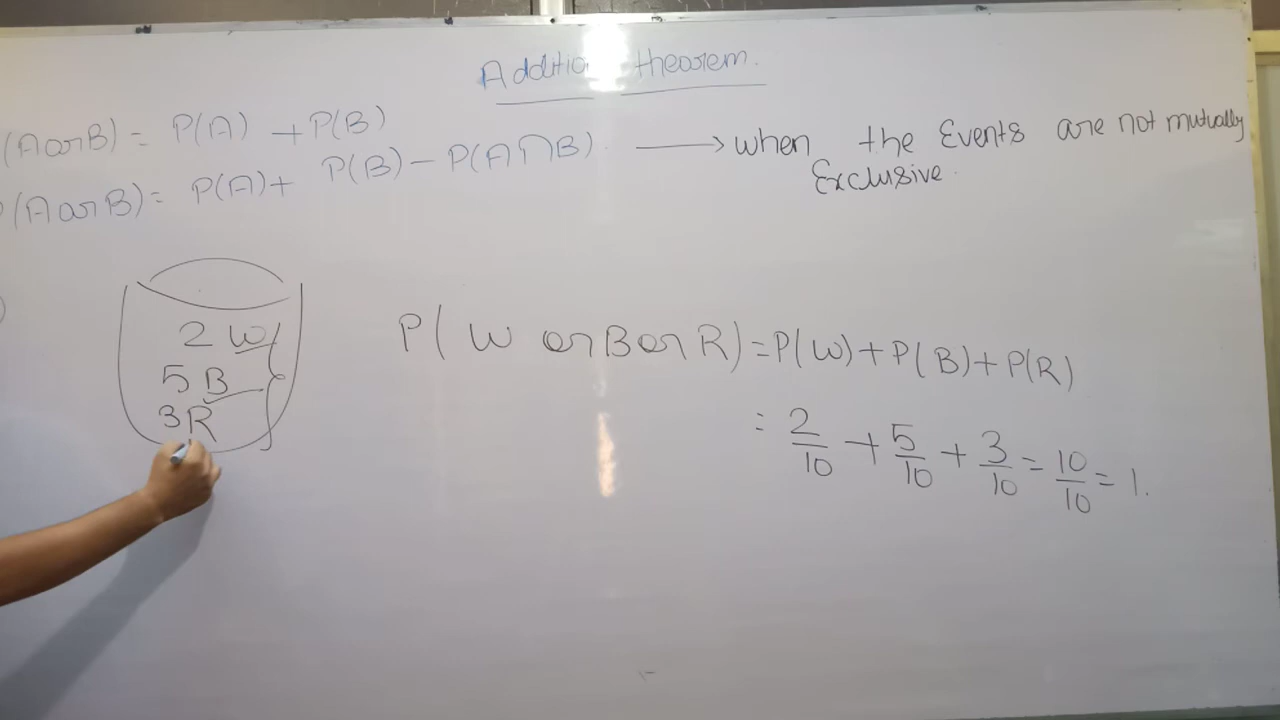 Addition theorem.
(A or B) = P(A) + P(B)
P(A or B) = P(A) + P(B) - P(A∩B) → when the Events are not mutually
Exclusive.
2 W
5 B
3 R
P( W or B or R) = P(W) + P(B) + P(R)
= 2/10 + 5/10 + 3/10 = 10/10 = 1.